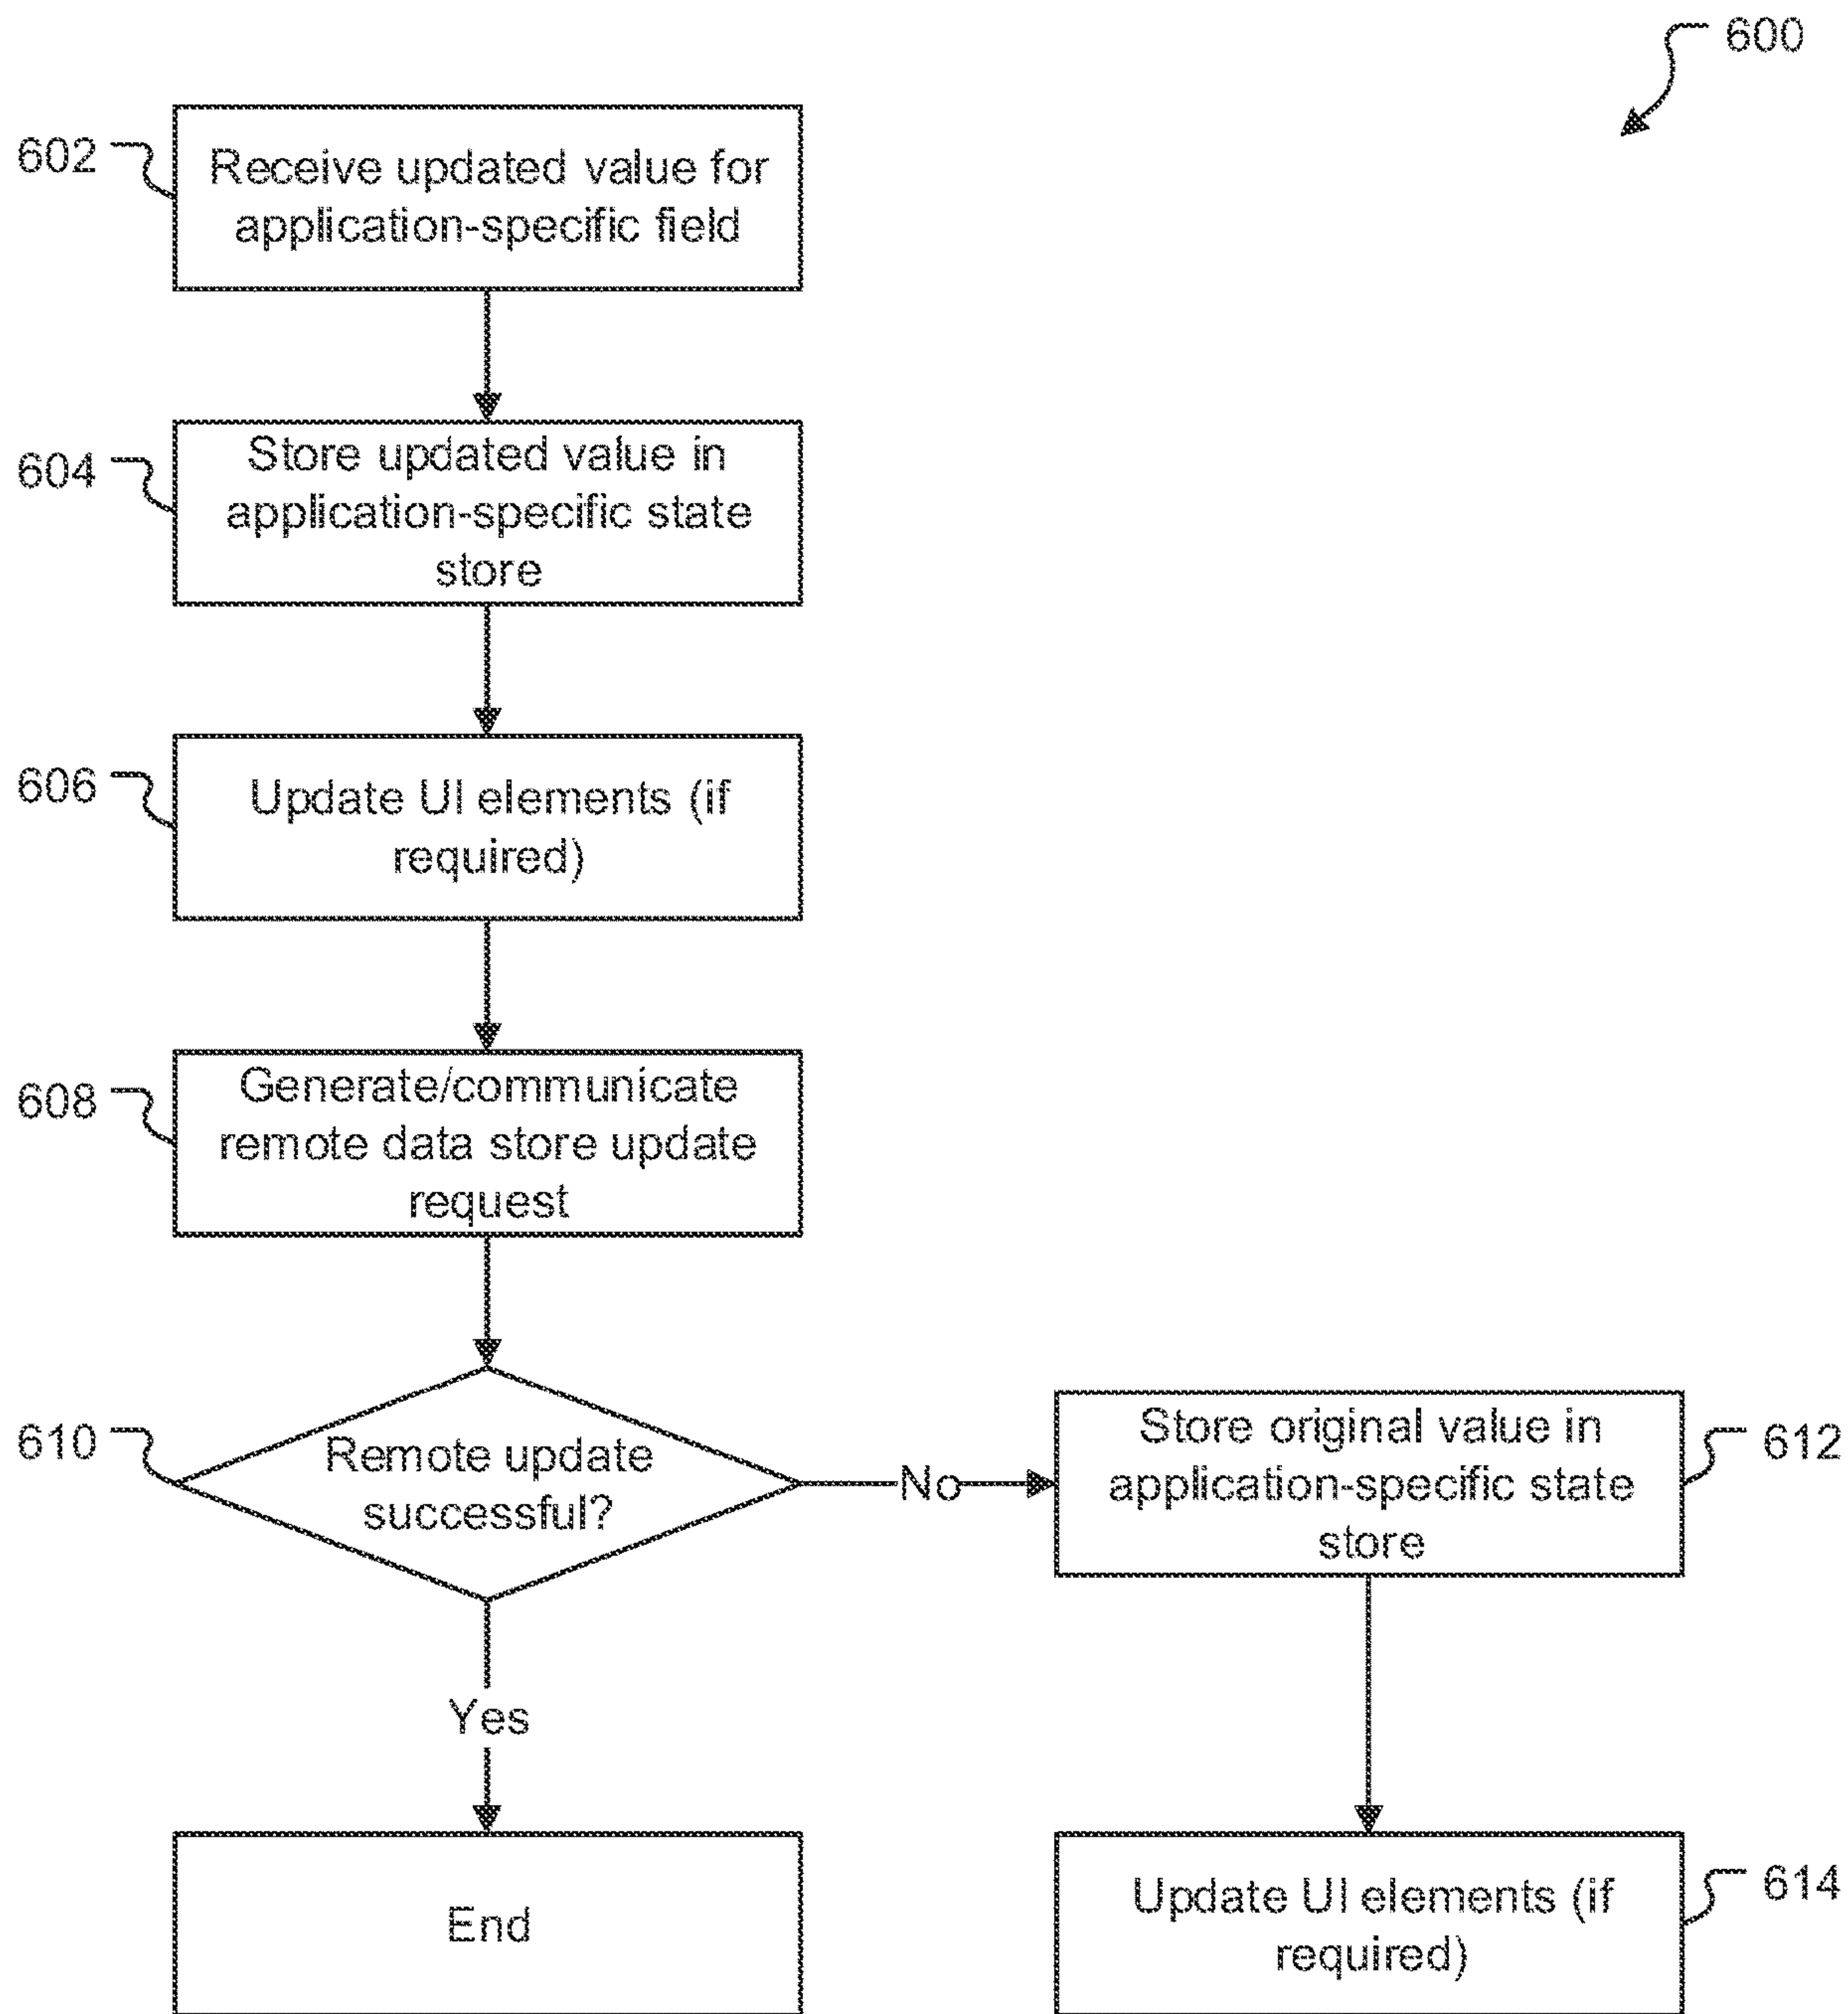 600
602
Receive updated value for
application-specific field
604
Store updated value in
application-specific state
store
606
Update UI elements (if
required)
608
Generate/communicate
remote data store update
request
610
Remote update
successful?
No
Store original value in
application-specific state
store
612
Yes
End
Update UI elements (if
required)
614